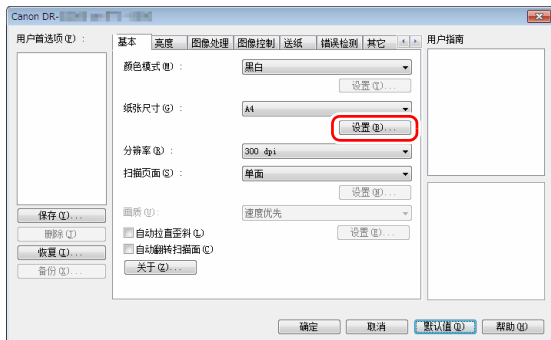 Canon DR-
用户首选项(P) :
保存(X)...
删除(J)
恢复(L)...
备份(K)...
基本 亮度 图像处理 图像控制 送纸 错误检测 其它
颜色模式(M) :
黑白
设置(T)...
纸张尺寸(G) :
A4
设置(B)...
分辨率(R) :
300 dpi
扫描页面(S) :
单面
设置(W)...
画质(U):
速度优先
自动拉直歪斜(L)
设置(E)...
自动翻转扫描面(C)
关于(Z)...
用户指南
确定
取消
默认值(D)
帮助(H)